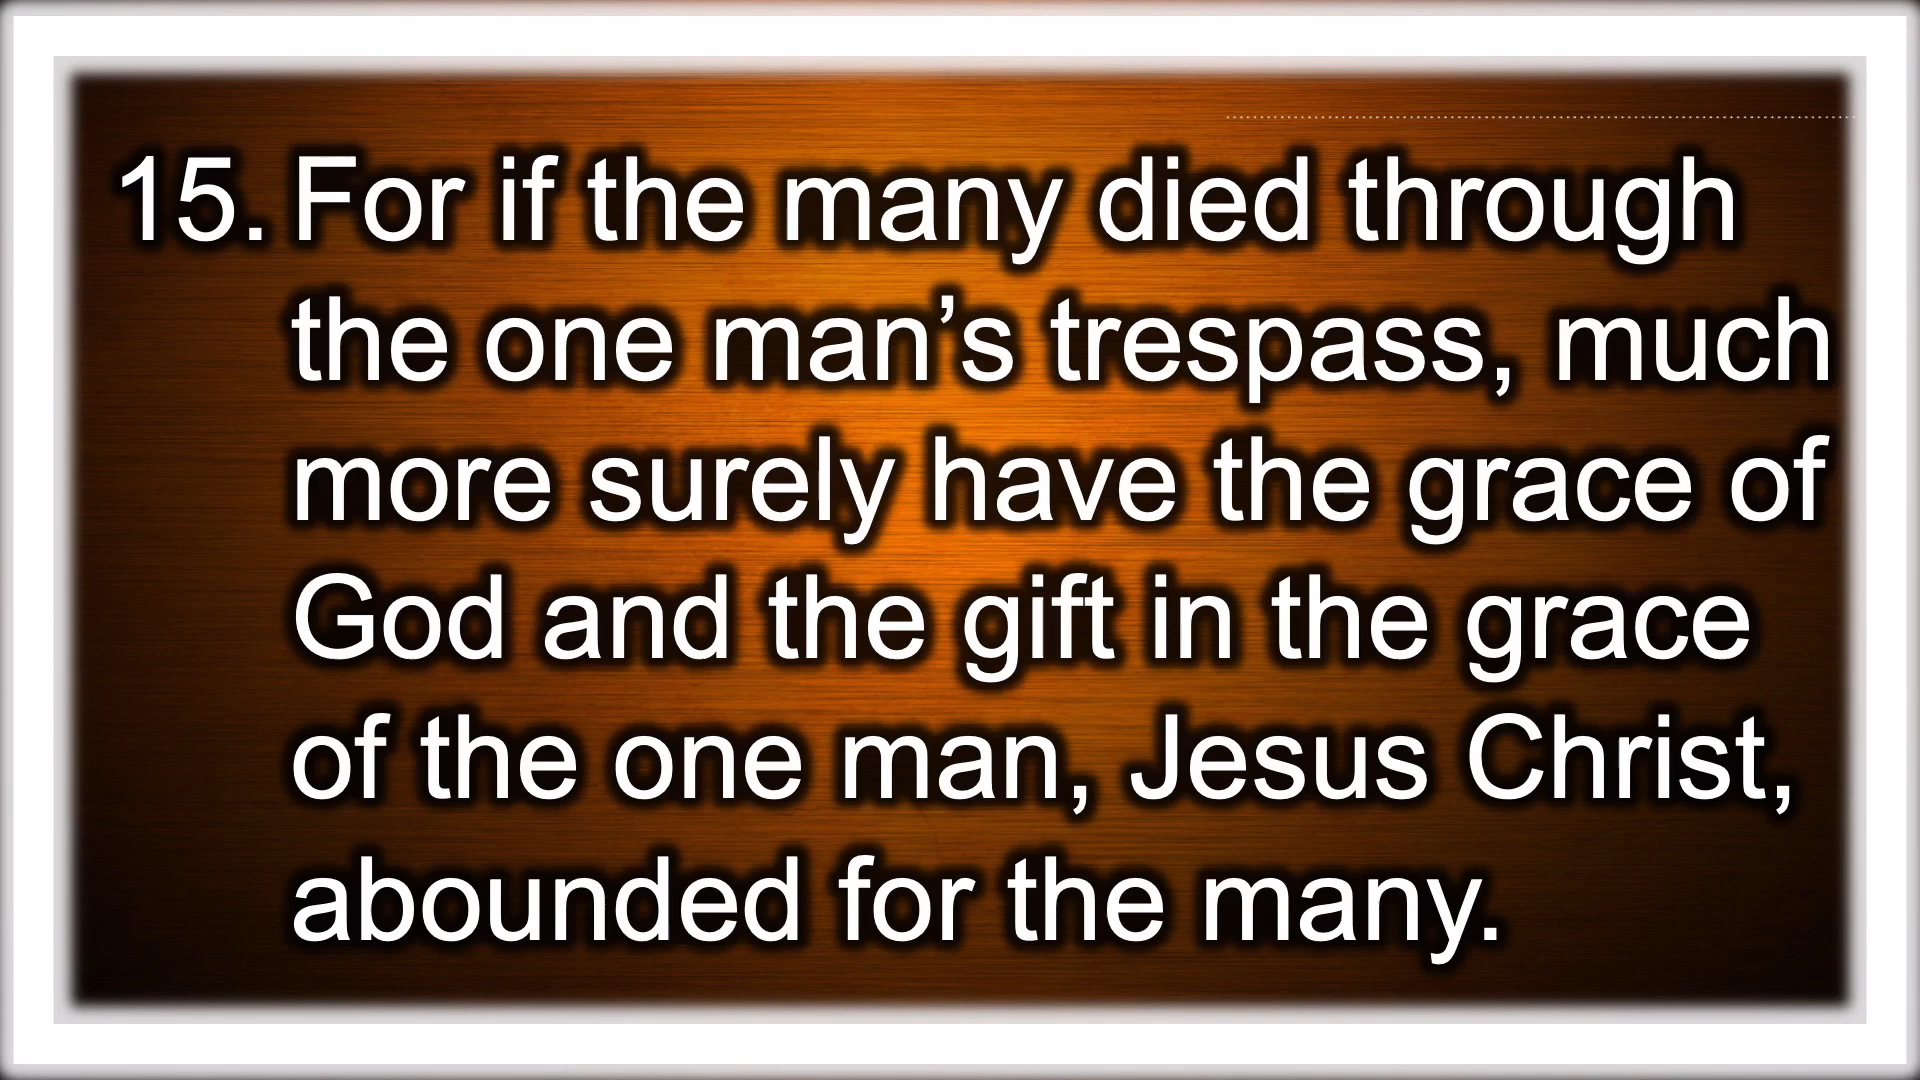 15. For if the many died through
the one man’s trespass, much
more surely have the grace of
God and the gift in the grace
of the one man, Jesus Christ,
abounded for the many.